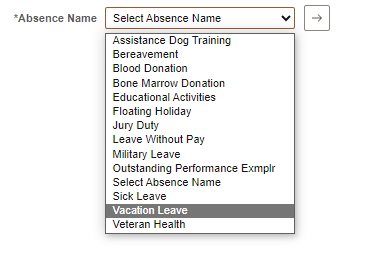 *Absence Name Select Absence Name
Assistance Dog Training
Bereavement
Blood Donation
Bone Marrow Donation
Educational Activities
Floating Holiday
Jury Duty
Leave Without Pay
Military Leave
Outstanding Performance Exmplr
Select Absence Name
Sick Leave
Vacation Leave
Veteran Health